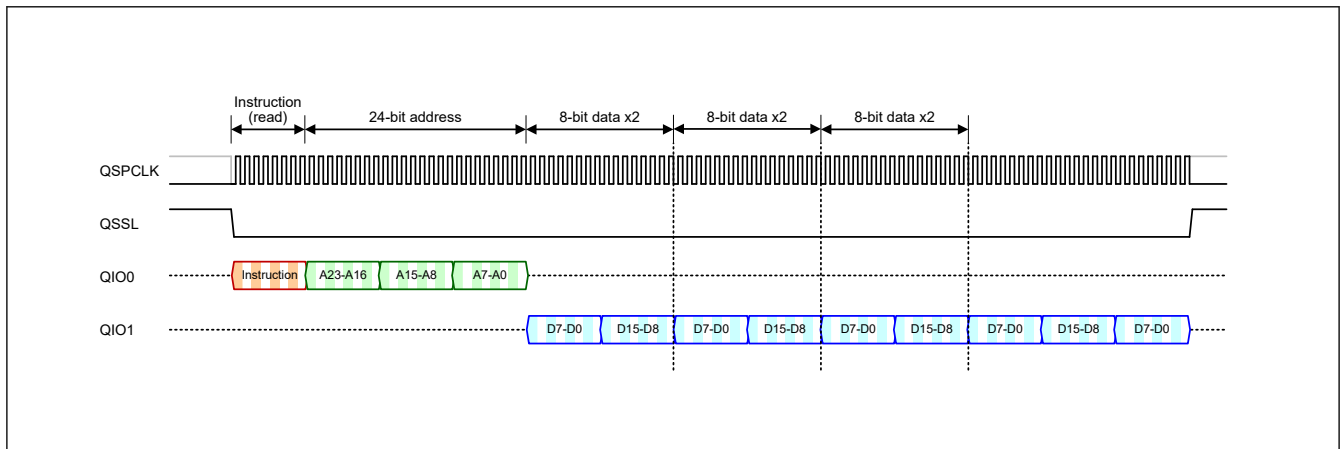 Instruction
(read)
24-bit address
8-bit data x2
8-bit data x2
8-bit data x2
QSPCLK
QSSL
QIO0
Instruction
A23-A16
A15-A8
A7-A0
QIO1
D7-D0
D15-D8
D7-D0
D15-D8
D7-D0
D15-D8
D7-D0
D15-D8
D7-D0